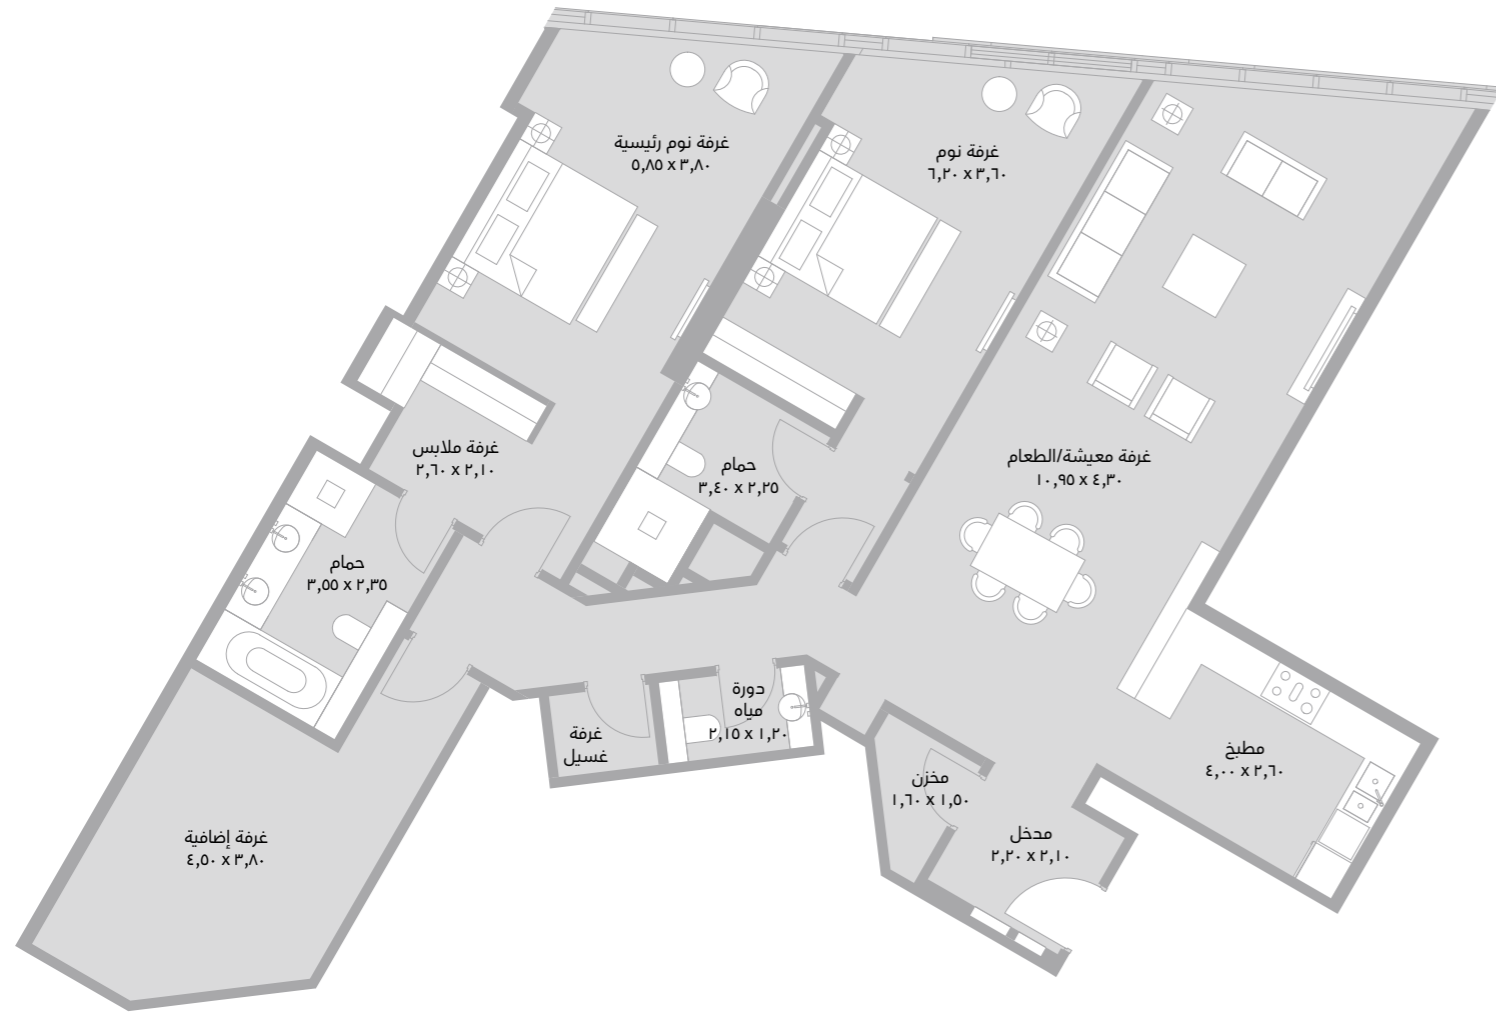 غرفة نوم رئيسية
٥,٨٥ x ٣,٨٠
غرفة نوم
٦,٢٠ x ٣,٦٠
غرفة معيشة/الطعام
١٠,٩٥ x ٤,٣٠
غرفة ملابس
٢,٦٠ x ٢,١٠
حمام
٣,٤٠ x ٢,٢٥
حمام
٣,٥٥ x ٢,٣٥
دورة
مياه
٢,١٥ x ١,٢٠
غرفة
غسيل
مطبخ
٤,٠٠ x ٢,٦٠
مخزن
١,٦٠ x ١,٥٠
مدخل
٢,٢٠ x ٢,١٠
غرفة إضافية
٤,٥٠ x ٣,٨٠